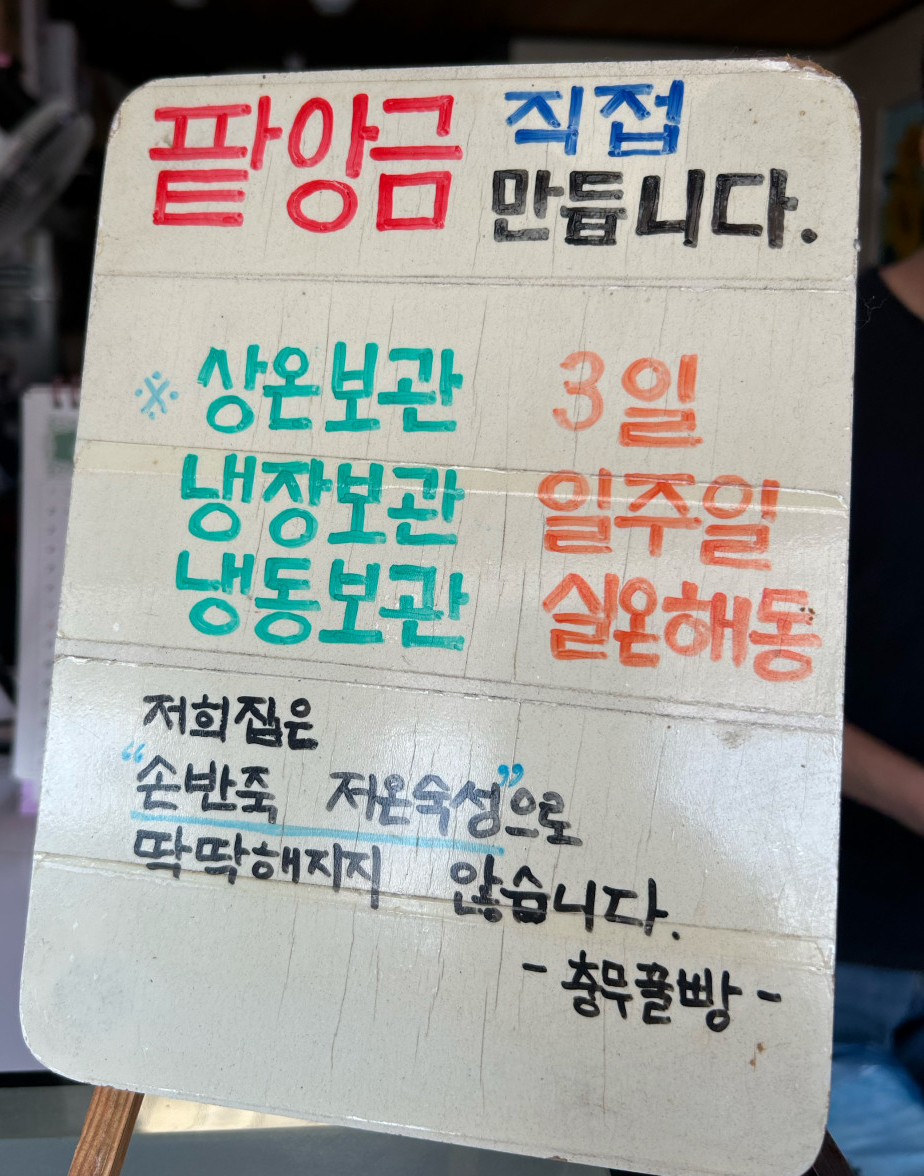 팥앙금 직접
만듭니다.
※ 상온보관 3일
냉장보관 일주일
냉동보관 실온해동
저희집은
“손반죽 저온숙성”으로
딱딱해지지 않습니다.
- 충무꿀빵 -